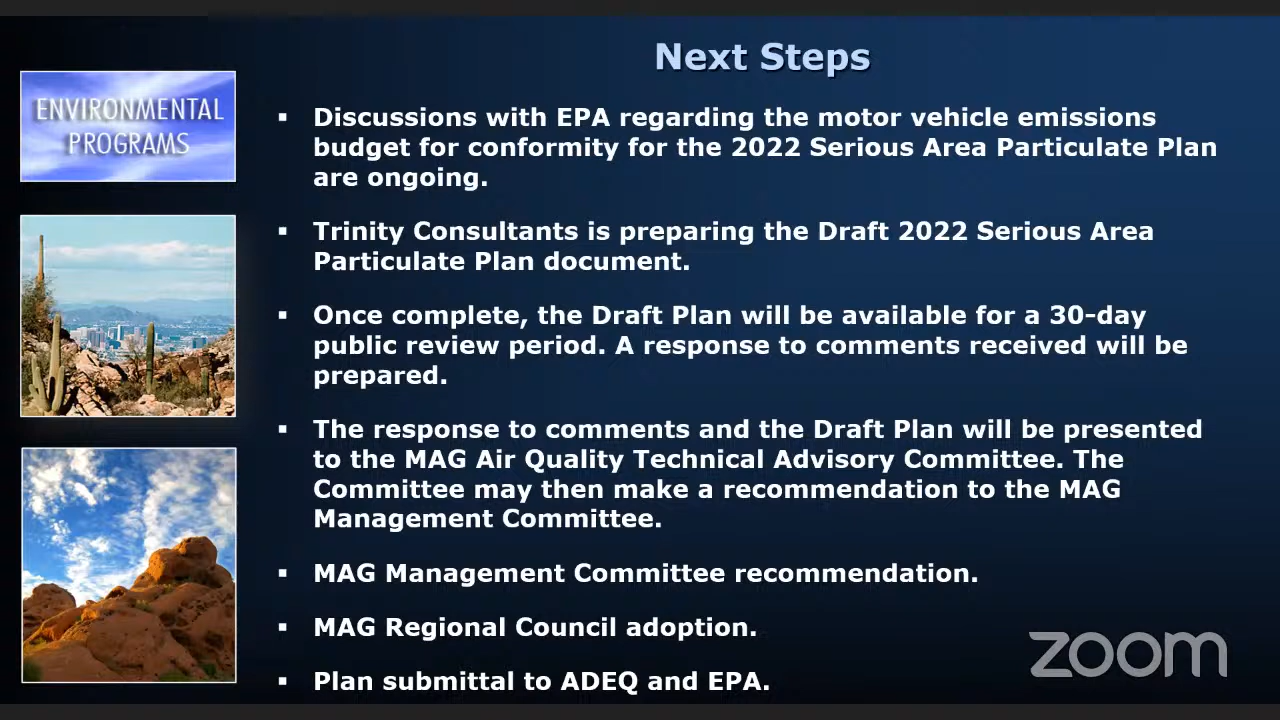 Next Steps
ENVIRONMENTAL
PROGRAMS
▪ Discussions with EPA regarding the motor vehicle emissions
budget for conformity for the 2022 Serious Area Particulate Plan
are ongoing.
▪ Trinity Consultants is preparing the Draft 2022 Serious Area
Particulate Plan document.
▪ Once complete, the Draft Plan will be available for a 30-day
public review period. A response to comments received will be
prepared.
▪ The response to comments and the Draft Plan will be presented
to the MAG Air Quality Technical Advisory Committee. The
Committee may then make a recommendation to the MAG
Management Committee.
▪ MAG Management Committee recommendation.
▪ MAG Regional Council adoption.
▪ Plan submittal to ADEQ and EPA.
zoom